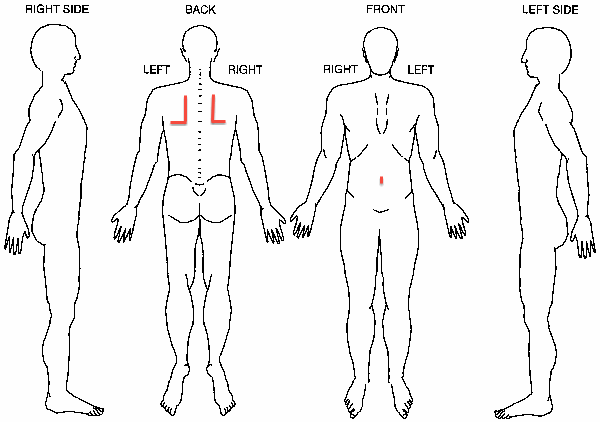 RIGHT SIDE
BACK
FRONT
LEFT SIDE
LEFT
RIGHT
RIGHT
LEFT